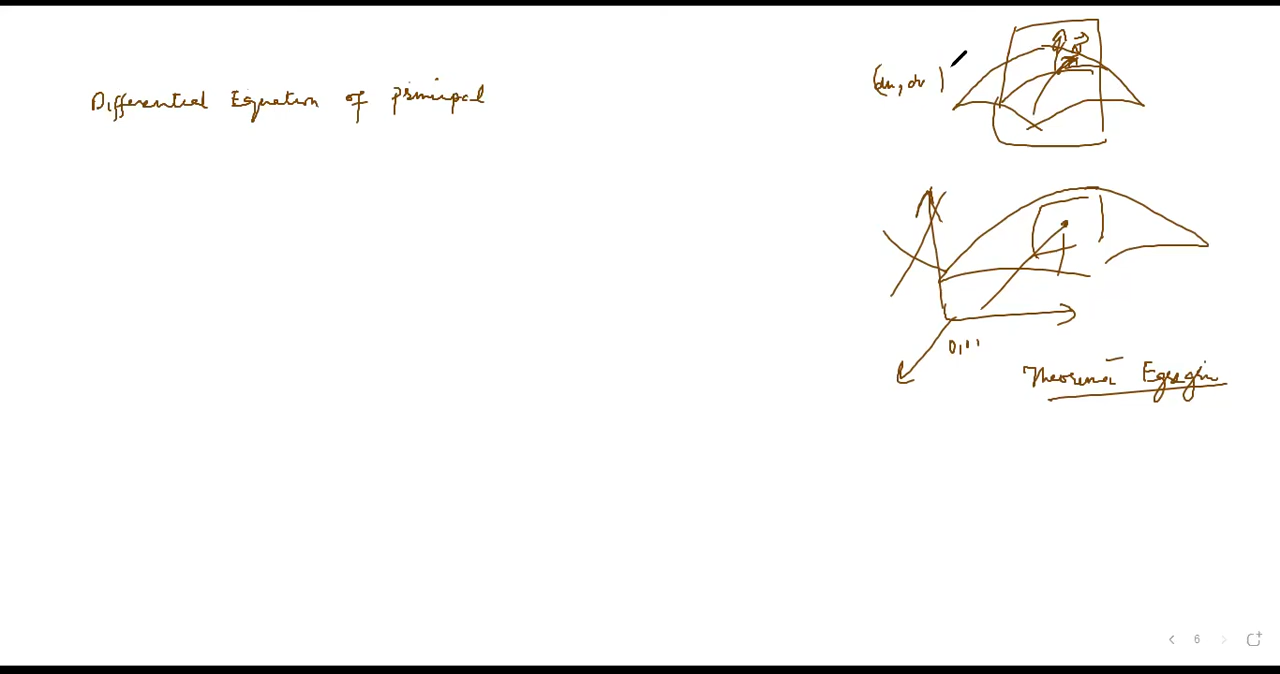 Differential Equation of principal
(du, dv)
Theorema Egregium
6